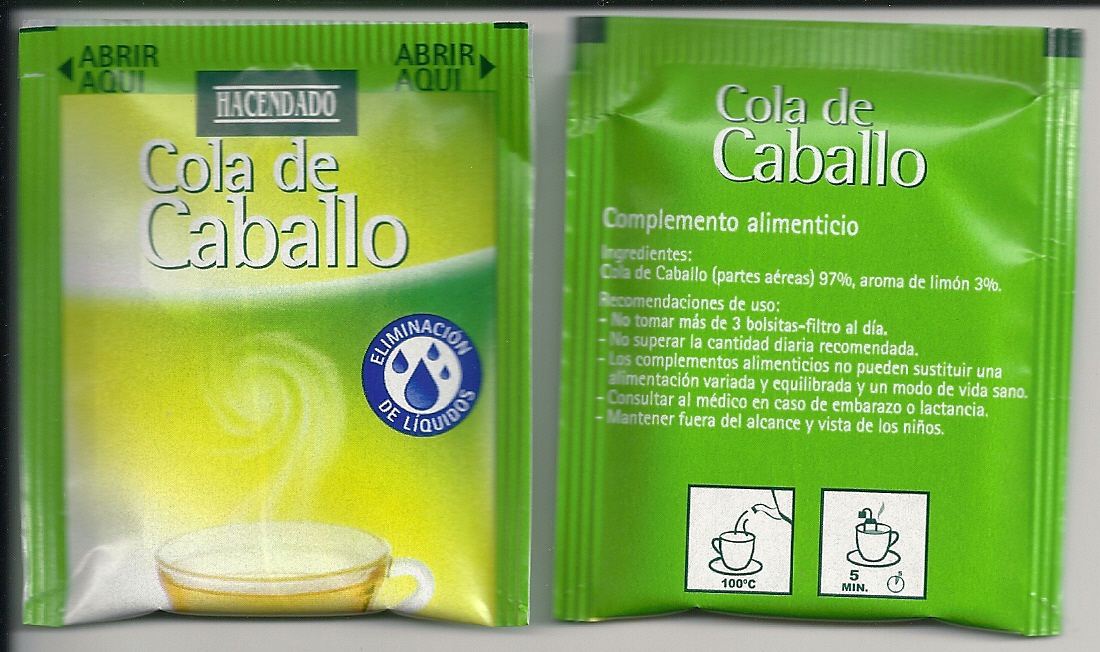 ABRIR
AQUI
ABRIR
AQUI
HACENDADO
Cola de
Caballo
ELIMINACIÓN
DE LÍQUIDOS
Cola de
Caballo
Complemento alimenticio
Ingredientes:
Cola de Caballo (partes aéreas) 97%, aroma de limón 3%.
Recomendaciones de uso:
- No tomar más de 3 bolsitas-filtro al día.
- No superar la cantidad diaria recomendada.
- Los complementos alimenticios no pueden sustituir una
alimentación variada y equilibrada y un modo de vida sano.
- Consultar al médico en caso de embarazo o lactancia.
- Mantener fuera del alcance y vista de los niños.
100°C
5
MIN.
5